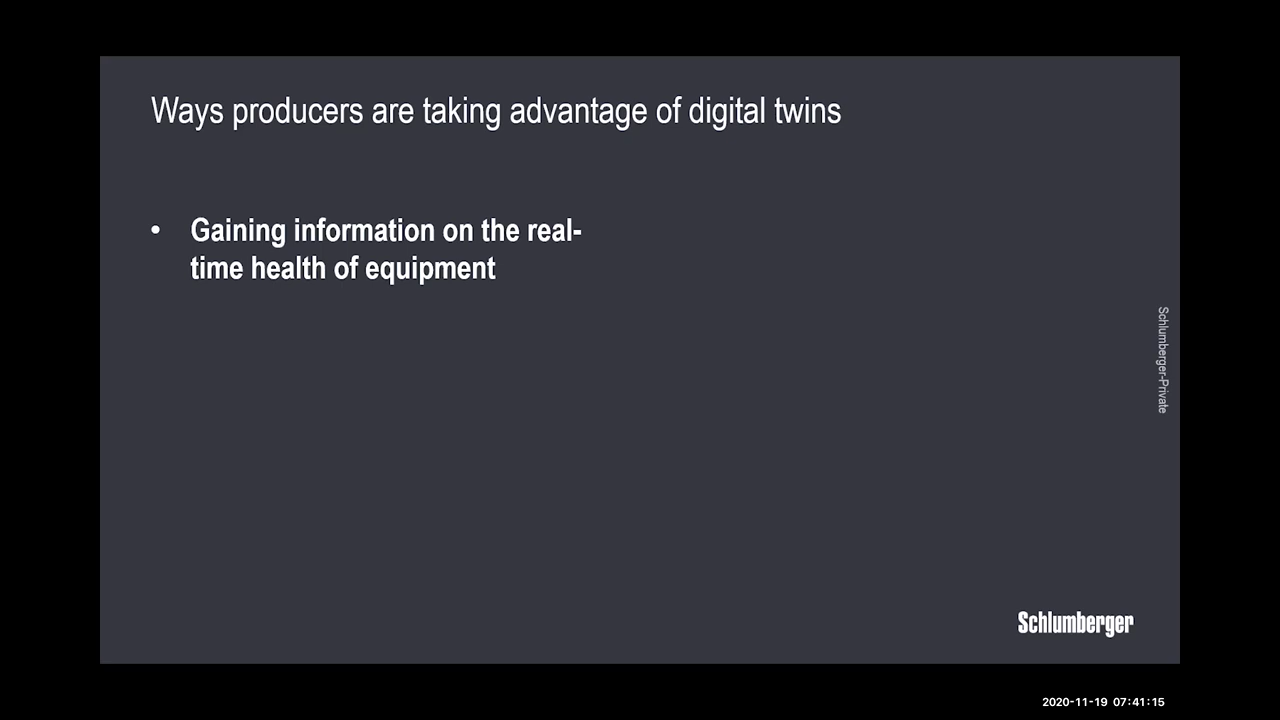 Ways producers are taking advantage of digital twins
• Gaining information on the real-
time health of equipment
Schlumberger-Private
Schlumberger
2020-11-19 07:41:15